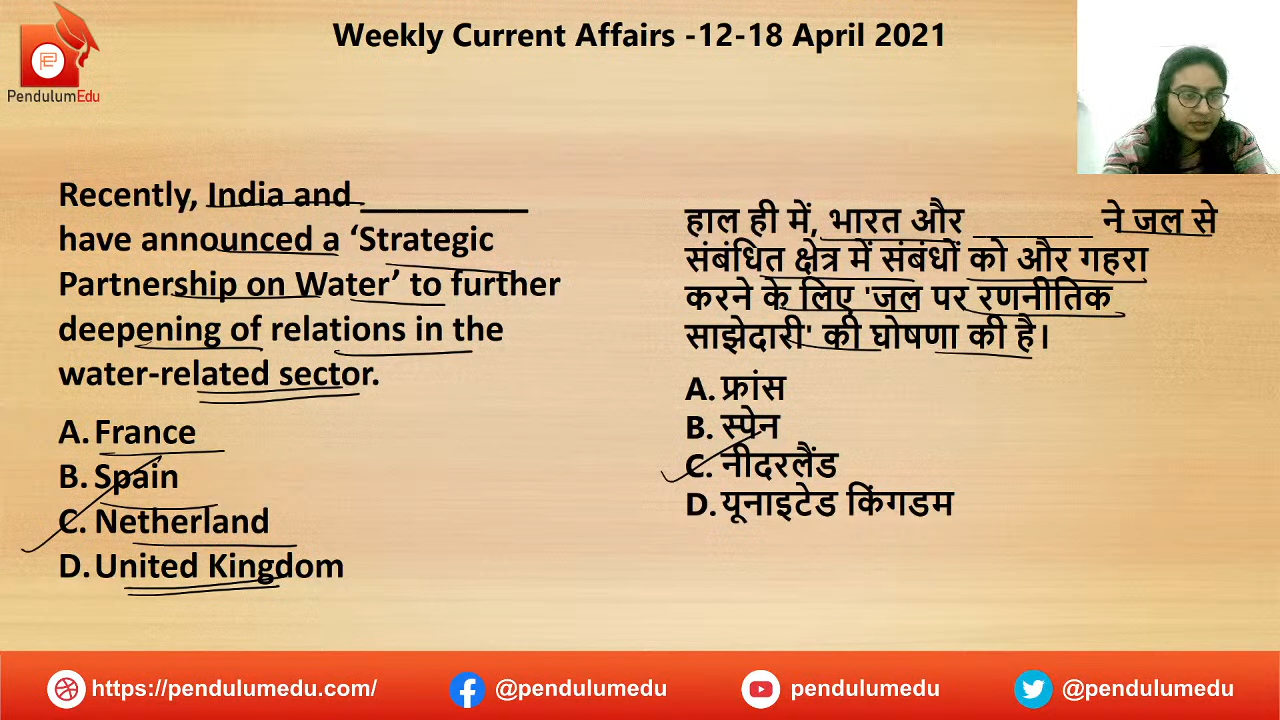 Weekly Current Affairs -12-18 April 2021
PendulumEdu
Recently, India and __________
have announced a ‘Strategic
Partnership on Water’ to further
deepening of relations in the
water-related sector.
A. France
B. Spain
C. Netherland
D. United Kingdom
हाल ही में, भारत और _______ ने जल से
संबंधित क्षेत्र में संबंधों को और गहरा
करने के लिए 'जल पर रणनीतिक
साझेदारी' की घोषणा की है।
A. फ्रांस
B. स्पेन
C. नीदरलैंड
D. यूनाइटेड किंगडम
https://pendulumedu.com/
@pendulumedu
pendulumedu
@pendulumedu